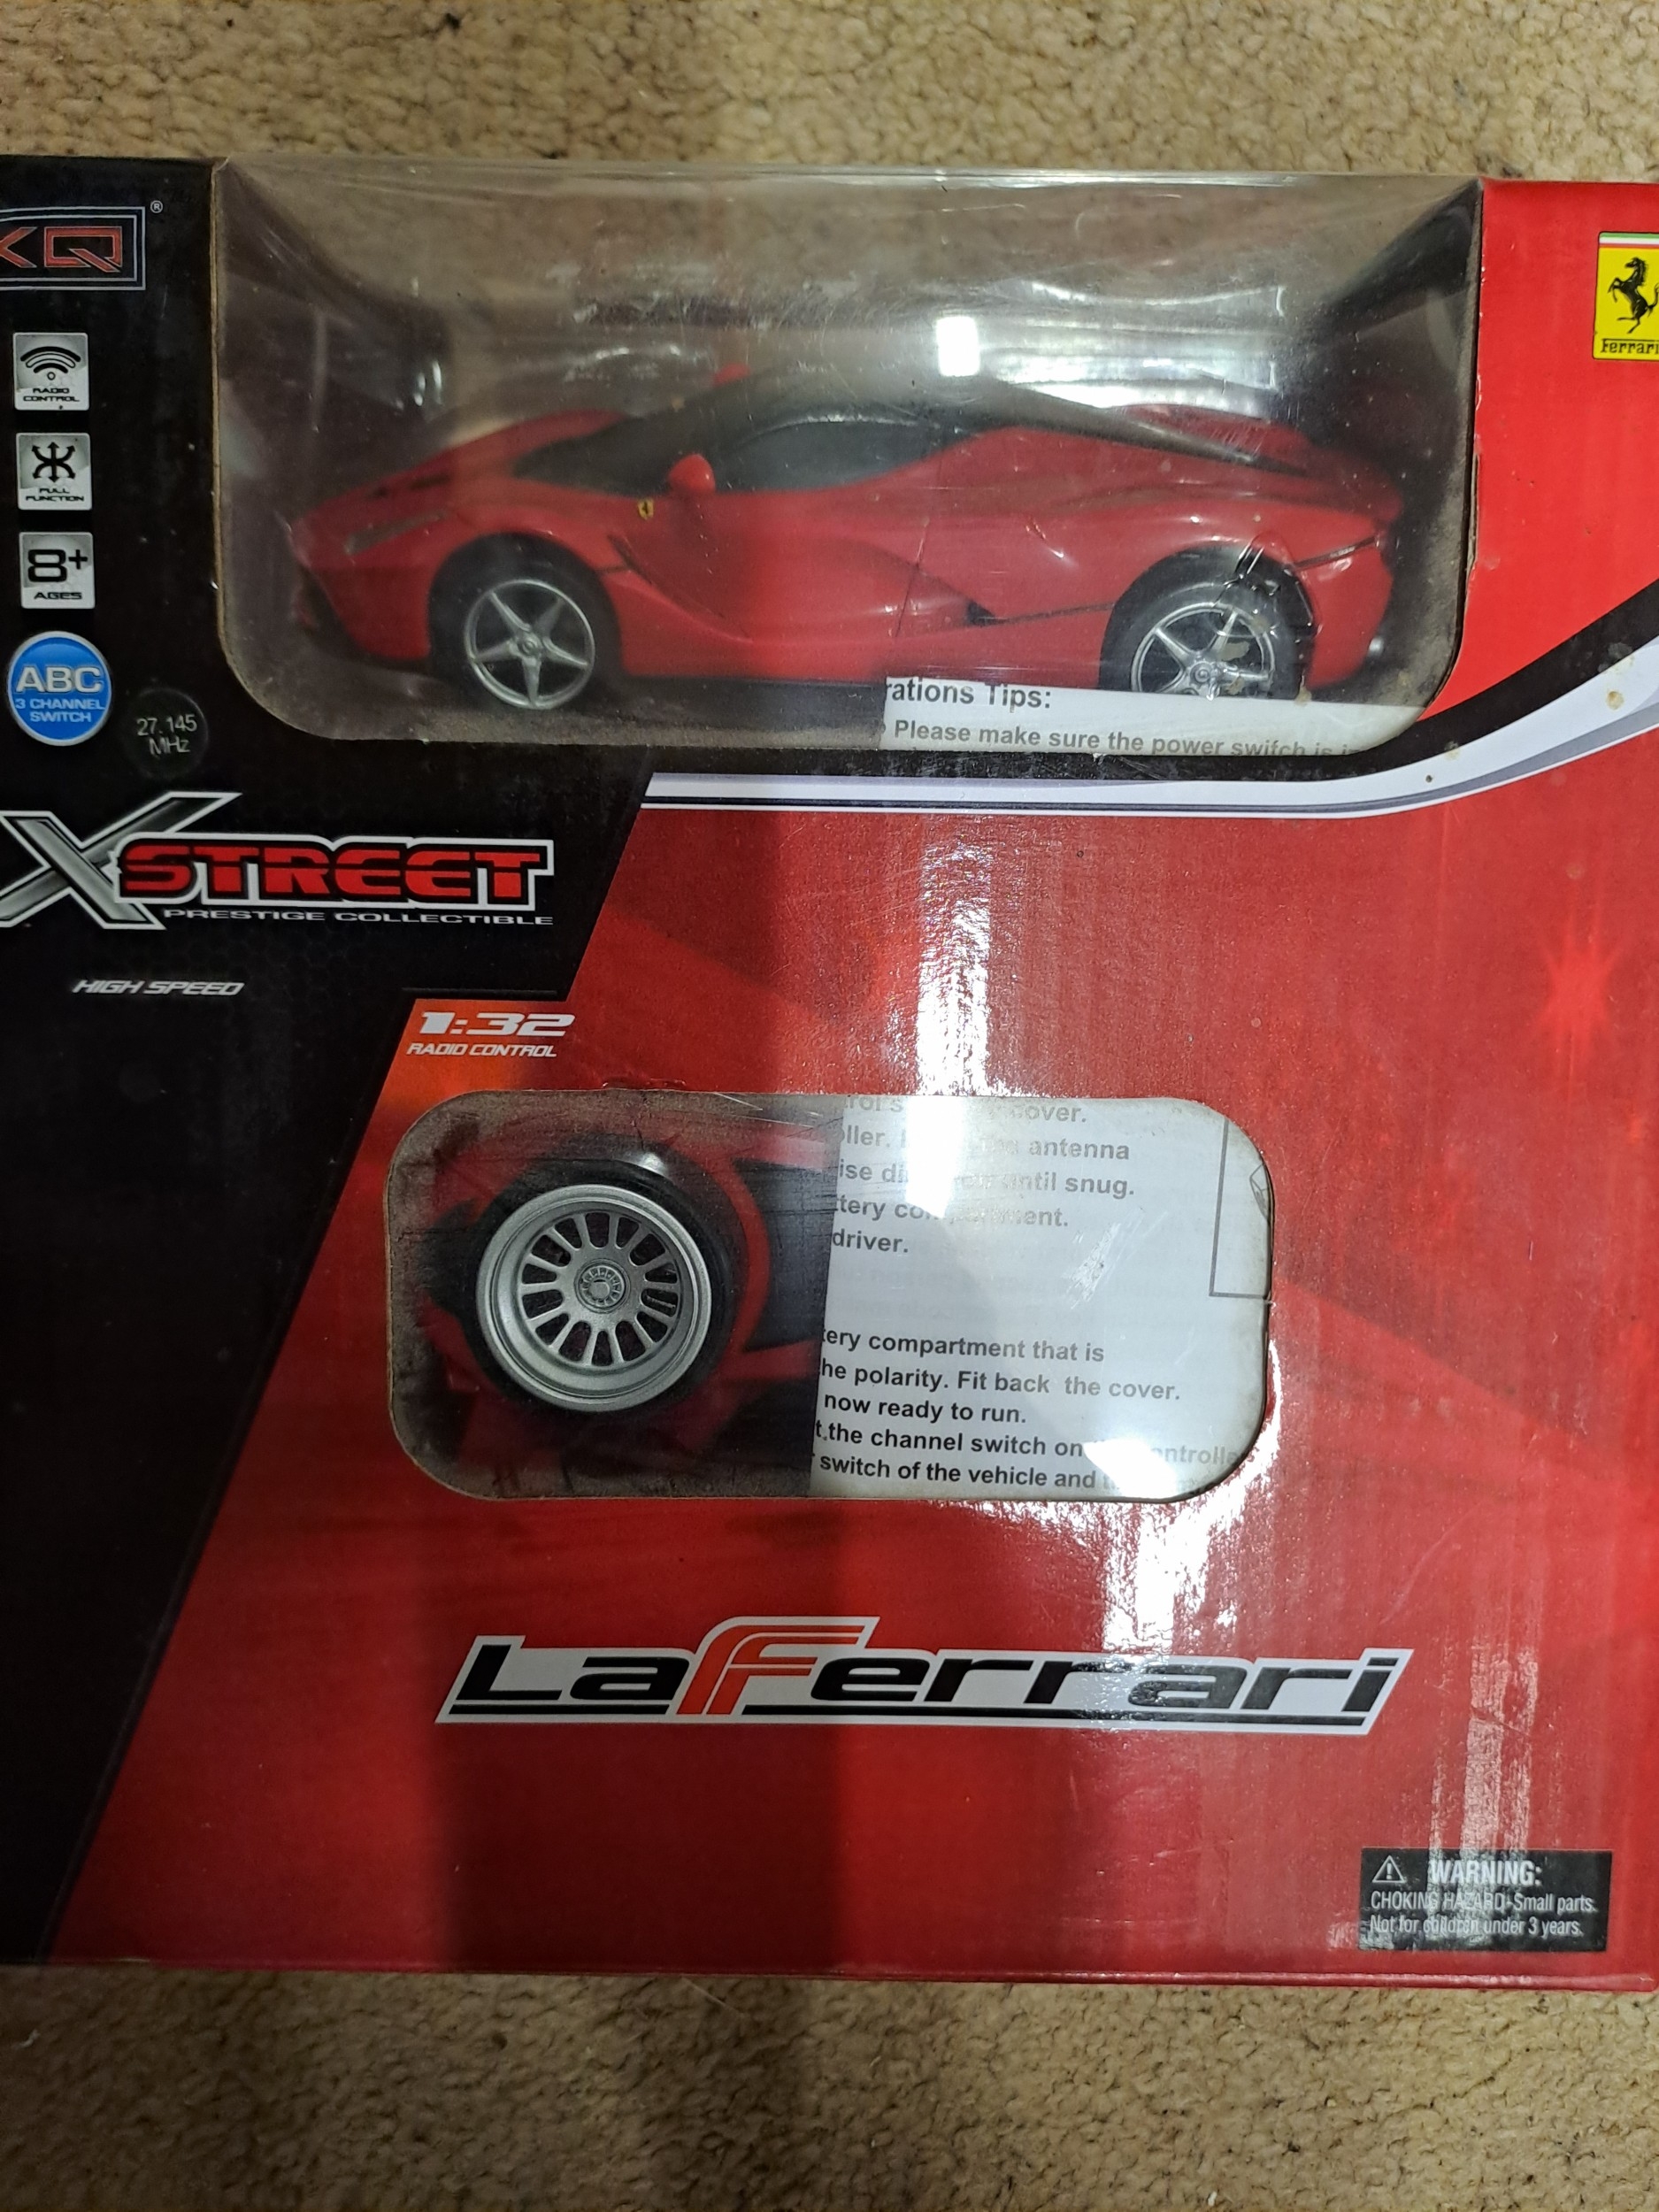 XQ®
RADIO
CONTROL
FULL
FUNCTION
8+
AGES
ABC
3 CHANNEL
SWITCH
27.145
MHz
Ferrari
rations Tips:
Please make sure the power switch is
XSTREET
PRESTIGE COLLECTIBLE
HIGH SPEED
1:32
RADIO CONTROL
cover.
antenna
until snug.
driver.
compartment that is
polarity. Fit back the cover.
now ready to run.
the channel switch on
switch of the vehicle and
LaFerrari
WARNING:
CHOKING HAZARD-Small parts.
Not for children under 3 years.